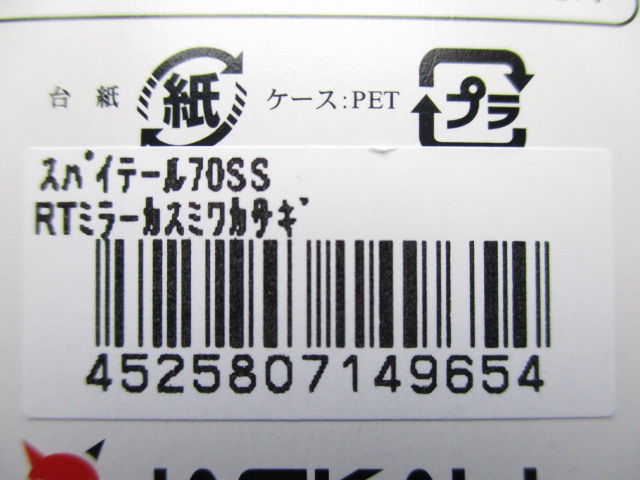 台 紙
紙
ケース:PET
プラ
スパイテール70SS
RTミラーカスミワカサギ
4525807149654